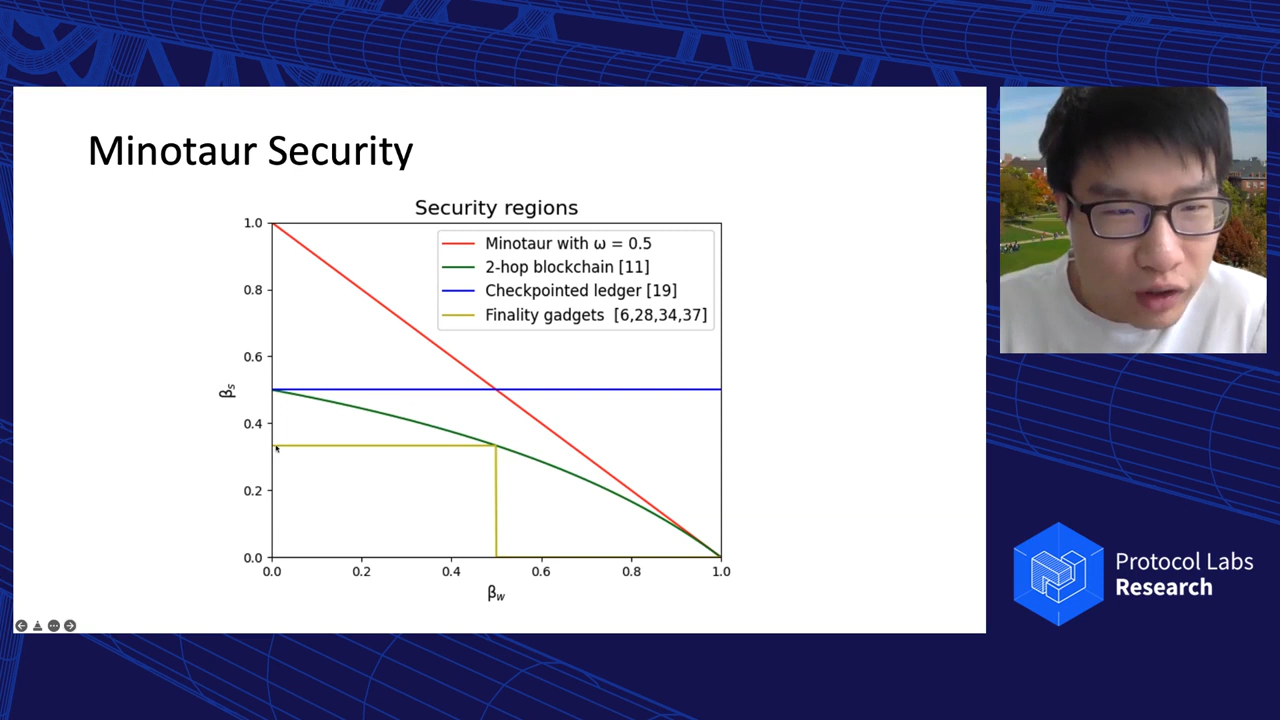 Minotaur Security
Security regions
Minotaur with ω = 0.5
2-hop blockchain [11]
Checkpointed ledger [19]
Finality gadgets [6,28,34,37]
1.0
0.8
0.6
0.4
0.2
0.0
βs
0.0 0.2 0.4 0.6 0.8 1.0
βw
Protocol Labs
Research